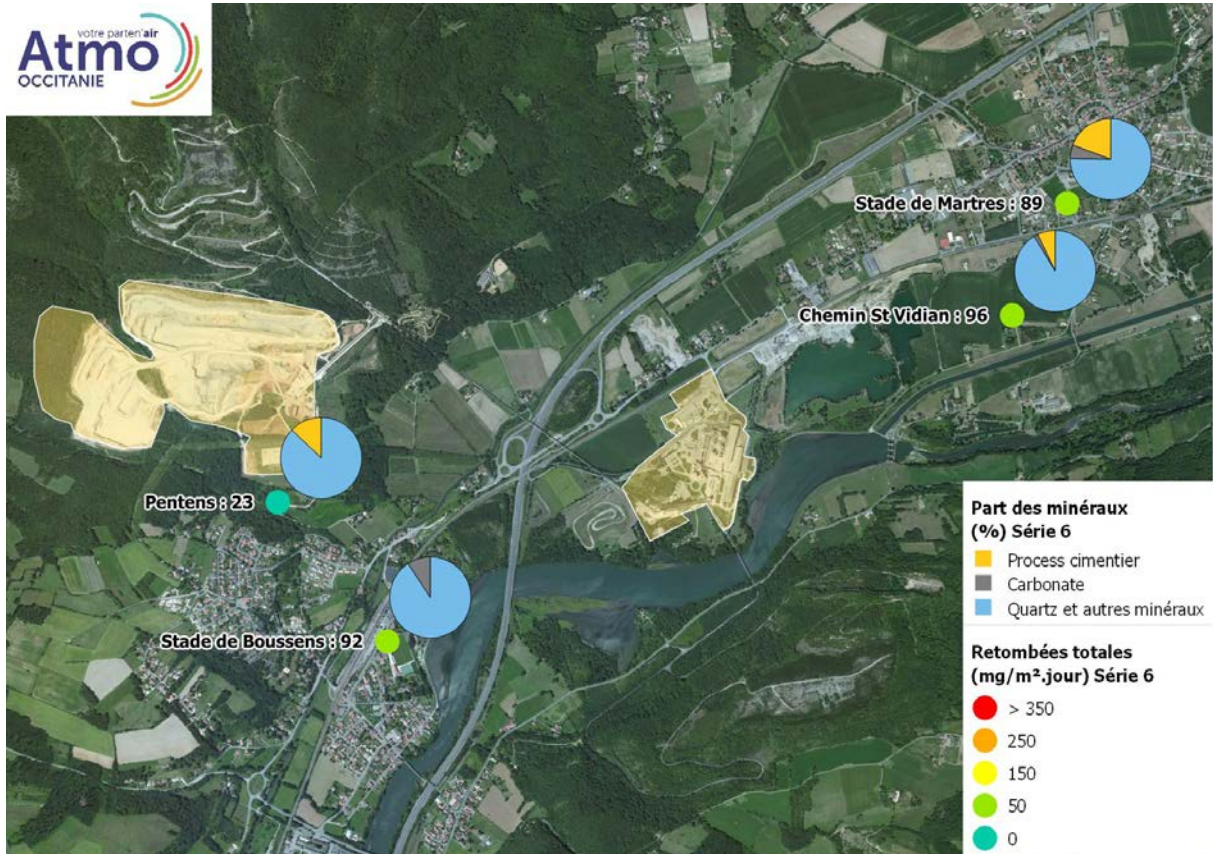 votre parten'air
Atmo
OCCITANIE
Stade de Martres : 89
Chemin St Vidian : 96
Pentens : 23
Stade de Boussens : 92
Part des minéraux
(%) Série 6
Process cimentier
Carbonate
Quartz et autres minéraux
Retombées totales
(mg/m².jour) Série 6
> 350
250
150
50
0